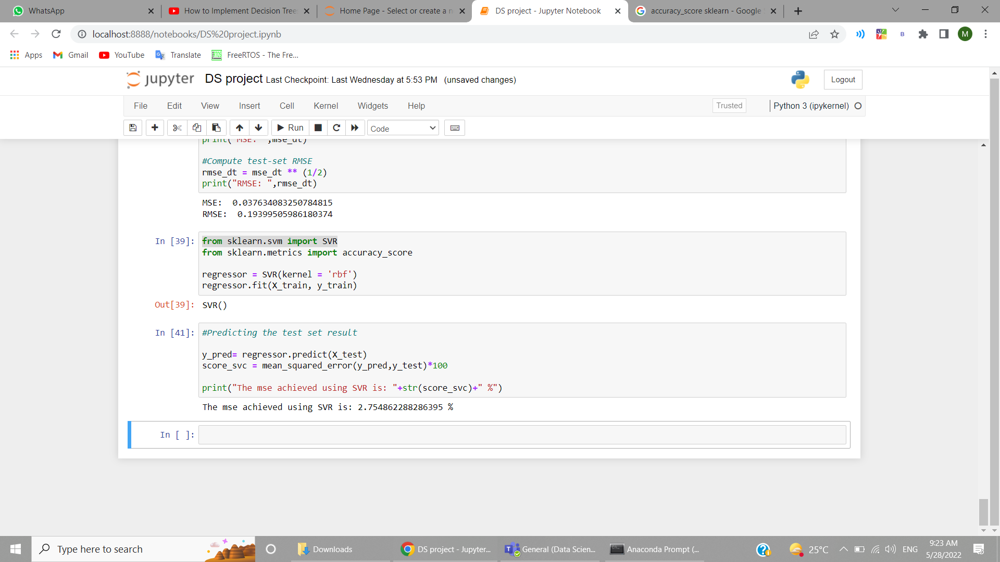 WhatsApp
How to Implement Decision Tree
Home Page - Select or create a n
DS project - Jupyter Notebook
accuracy_score sklearn - Google
localhost:8888/notebooks/DS%20project.ipynb
M
Apps
Gmail
YouTube
Translate
FreeRTOS - The Fre...
jupyter DS project Last Checkpoint: Last Wednesday at 5:53 PM (unsaved changes)
Logout
File Edit View Insert Cell Kernel Widgets Help
Trusted
Python 3 (ipykernel)
Run
Code
print("MSE: ",mse_dt)
#Compute test-set RMSE
rmse_dt = mse_dt ** (1/2)
print("RMSE: ",rmse_dt)
MSE:  0.037634083250784815
RMSE:  0.19399505986180374
In [39]: from sklearn.svm import SVR
from sklearn.metrics import accuracy_score
regressor = SVR(kernel = 'rbf')
regressor.fit(X_train, y_train)
Out[39]: SVR()
In [41]: #Predicting the test set result
y_pred= regressor.predict(X_test)
score_svc = mean_squared_error(y_pred,y_test)*100
print("The mse achieved using SVR is: "+str(score_svc)+" %")
The mse achieved using SVR is: 2.754862288286395 %
In [ ]:
Type here to search
Downloads
DS project - Jupyter...
General (Data Scien...
Anaconda Prompt (...
25°C
ENG
9:23 AM
5/28/2022